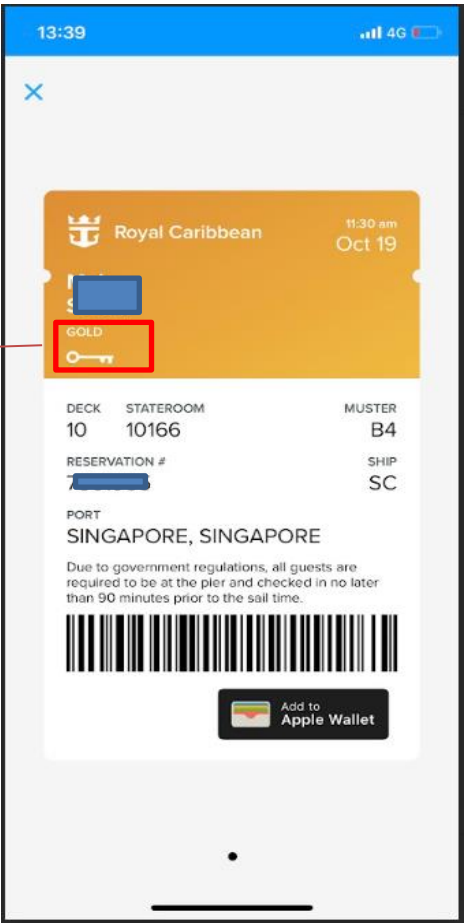 13:39
4G
Royal Caribbean
11:30 am
Oct 19
GOLD
DECK STATEROOM MUSTER
10 10166 B4
RESERVATION # SHIP
SC
PORT
SINGAPORE, SINGAPORE
Due to government regulations, all guests are
required to be at the pier and checked in no later
than 90 minutes prior to the sail time.
Add to
Apple Wallet